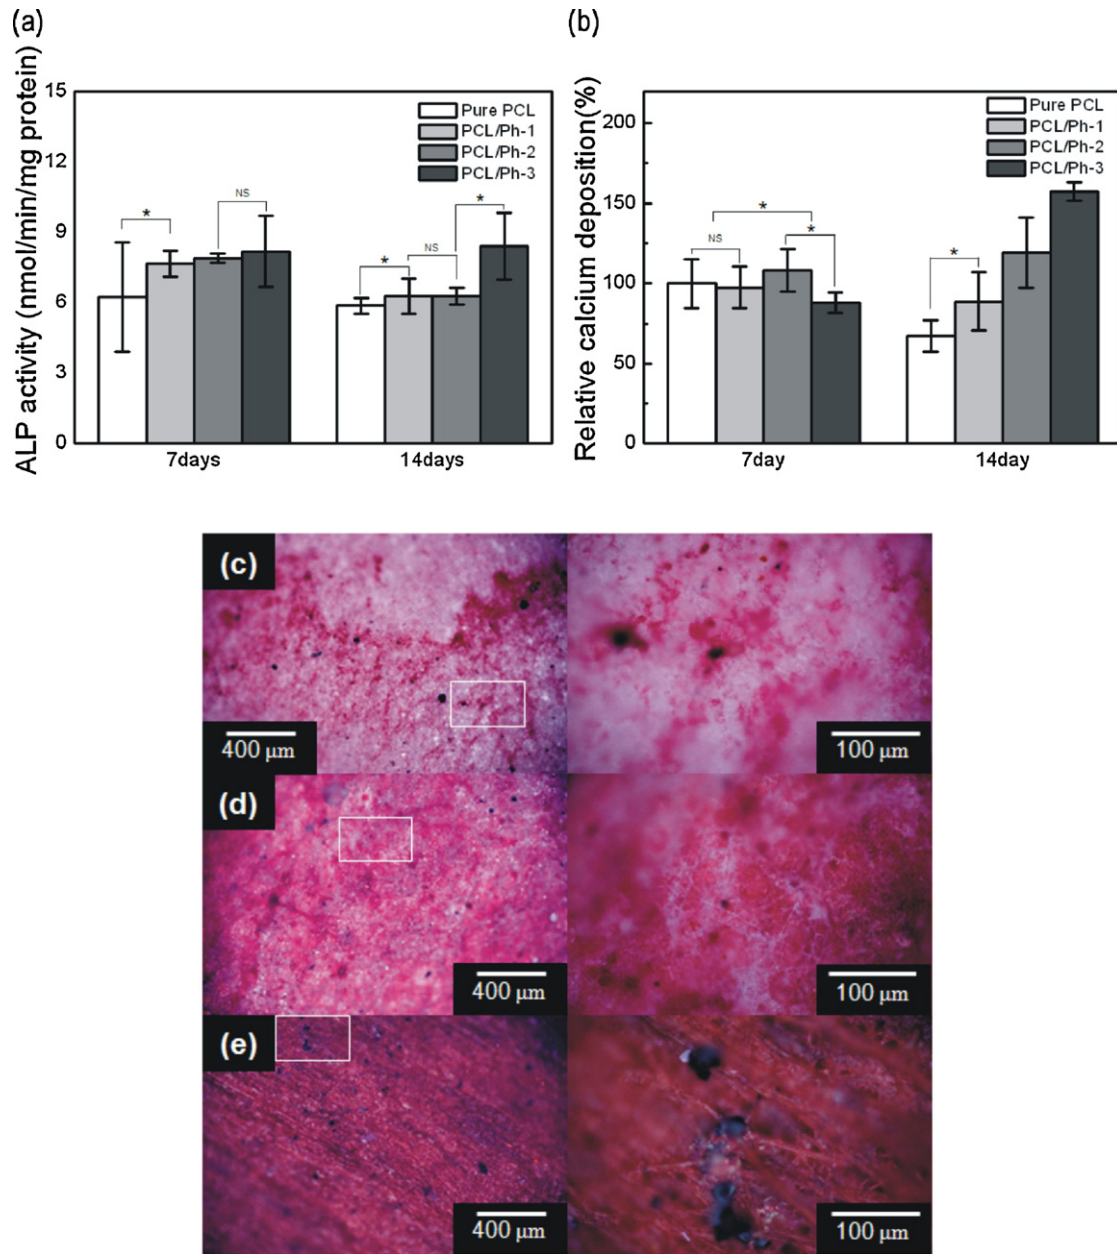 (a)
ALP activity (nmol/min/mg protein)
15
12
9
6
3
0
Pure PCL
PCL/Ph-1
PCL/Ph-2
PCL/Ph-3
*
NS
*
NS
*
7days
14days
(b)
Relative calcium deposition(%)
200
150
100
50
0
Pure PCL
PCL/Ph-1
PCL/Ph-2
PCL/Ph-3
*
NS
*
*
7day
14day
(c)
400 μm
100 μm
(d)
400 μm
100 μm
(e)
400 μm
100 μm